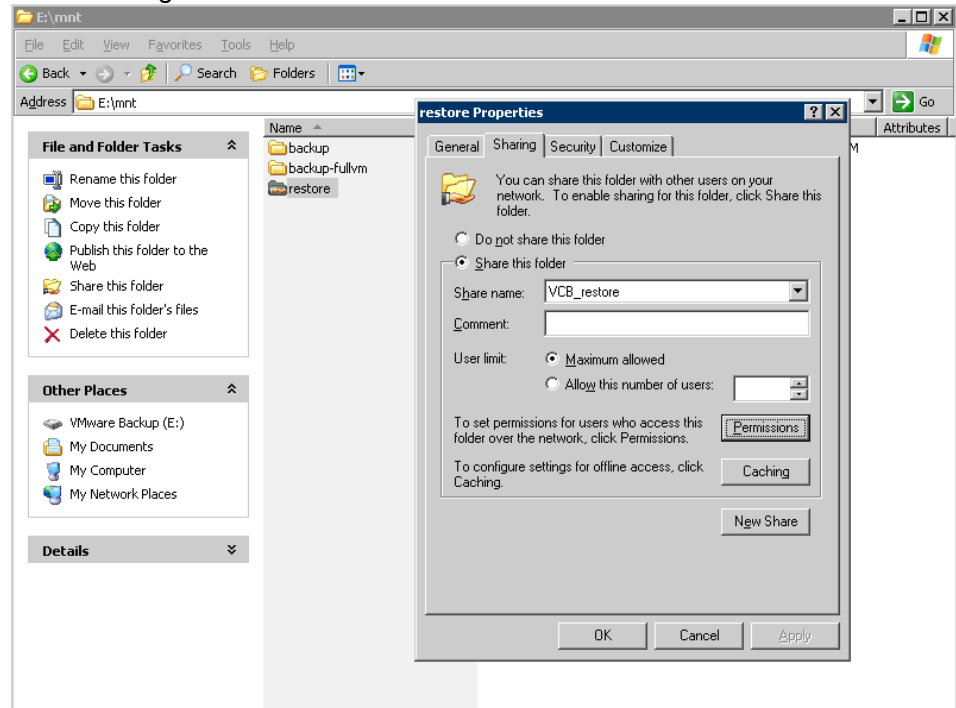 E:\mnt
File Edit View Favorites Tools Help
Back Search Folders
Address E:\mnt Go
Name Attributes
File and Folder Tasks
Rename this folder
Move this folder
Copy this folder
Publish this folder to the
Web
Share this folder
E-mail this folder's files
Delete this folder
Other Places
VMware Backup (E:)
My Documents
My Computer
My Network Places
Details
backup
backup-fullvm
restore
M
restore Properties
General Sharing Security Customize
You can share this folder with other users on your
network. To enable sharing for this folder, click Share this
folder.
Do not share this folder
Share this folder
Share name: VCB_restore
Comment:
User limit: Maximum allowed
Allow this number of users:
To set permissions for users who access this
folder over the network, click Permissions.
Permissions
To configure settings for offline access, click
Caching.
Caching
New Share
OK Cancel Apply